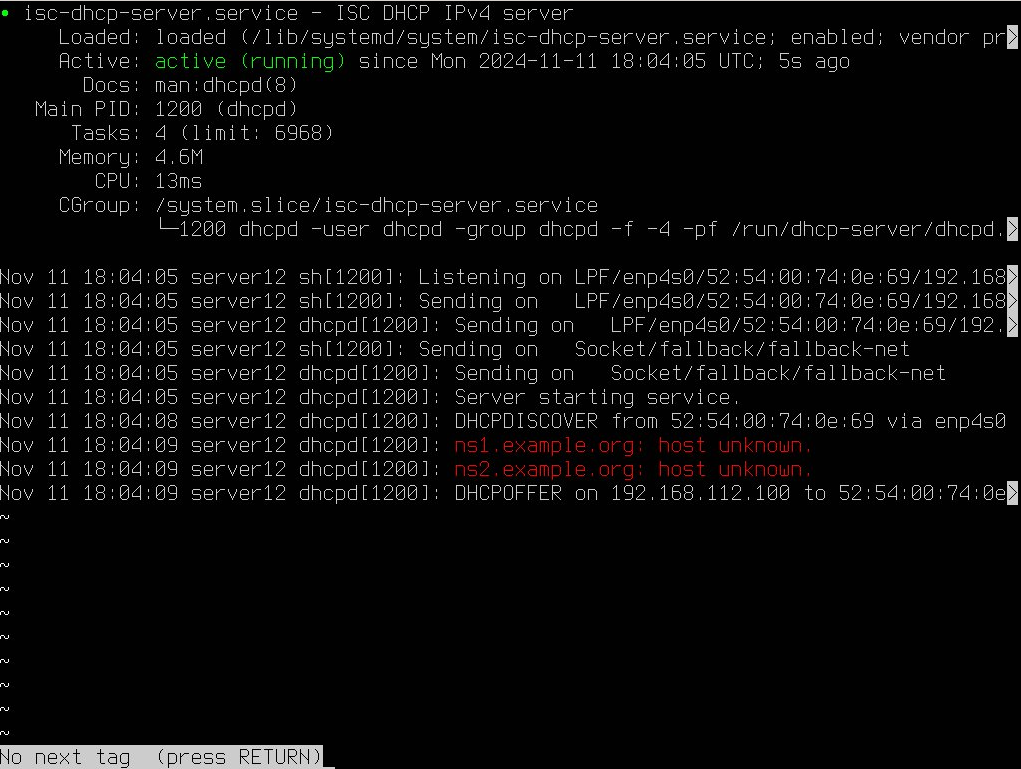 ● isc-dhcp-server.service - ISC DHCP IPv4 server
Loaded: loaded (/lib/systemd/system/isc-dhcp-server.service; enabled; vendor pr>
Active: active (running) since Mon 2024-11-11 18:04:05 UTC; 5s ago
Docs: man:dhcpd(8)
Main PID: 1200 (dhcpd)
Tasks: 4 (limit: 6968)
Memory: 4.6M
CPU: 13ms
CGroup: /system.slice/isc-dhcp-server.service
└─1200 dhcpd -user dhcpd -group dhcpd -f -4 -pf /run/dhcp-server/dhcpd.>
Nov 11 18:04:05 server12 sh[1200]: Listening on LPF/enp4s0/52:54:00:74:0e:69/192.168>
Nov 11 18:04:05 server12 sh[1200]: Sending on   LPF/enp4s0/52:54:00:74:0e:69/192.168>
Nov 11 18:04:05 server12 dhcpd[1200]: Sending on   LPF/enp4s0/52:54:00:74:0e:69/192.>
Nov 11 18:04:05 server12 sh[1200]: Sending on   Socket/fallback/fallback-net
Nov 11 18:04:05 server12 dhcpd[1200]: Sending on   Socket/fallback/fallback-net
Nov 11 18:04:05 server12 dhcpd[1200]: Server starting service.
Nov 11 18:04:08 server12 dhcpd[1200]: DHCPDISCOVER from 52:54:00:74:0e:69 via enp4s0
Nov 11 18:04:09 server12 dhcpd[1200]: ns1.example.org: host unknown.
Nov 11 18:04:09 server12 dhcpd[1200]: ns2.example.org: host unknown.
Nov 11 18:04:09 server12 dhcpd[1200]: DHCPOFFER on 192.168.112.100 to 52:54:00:74:0e>
~
~
~
~
~
~
~
~
~
~
No next tag  (press RETURN)